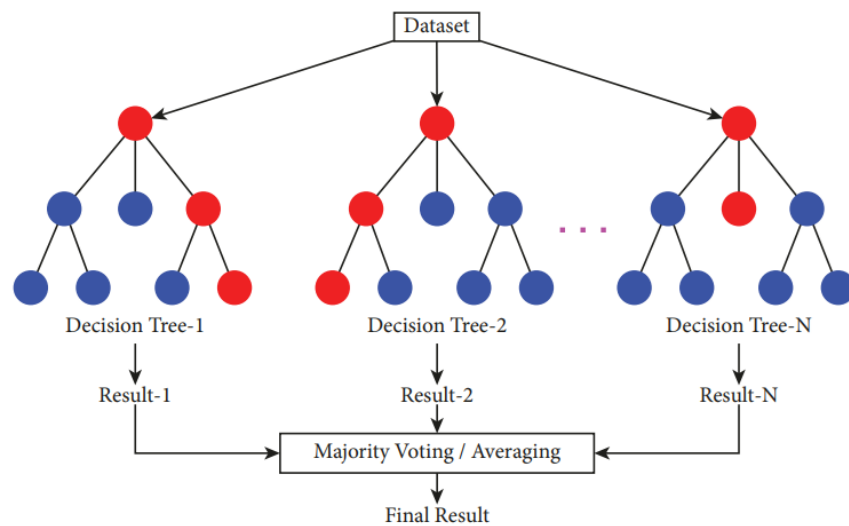 Dataset
. . .
Decision Tree-1
Decision Tree-2
Decision Tree-N
Result-1
Result-2
Result-N
Majority Voting / Averaging
Final Result